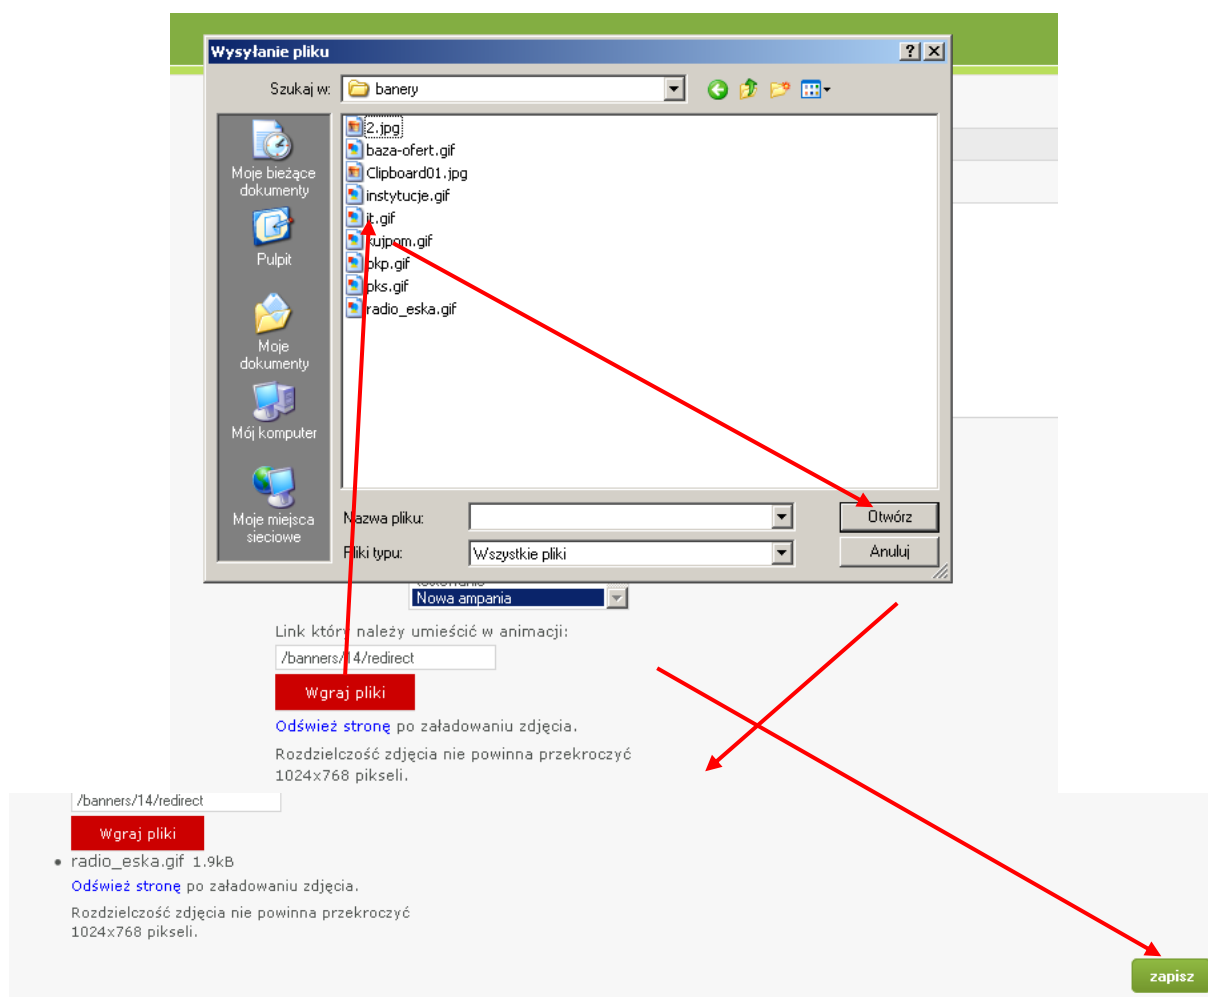 Wysyłanie pliku
Szukaj w:
banery
2.jpg
baza-ofert.gif
Clipboard01.jpg
instytucje.gif
it.gif
kujpom.gif
pkp.gif
pks.gif
radio_eska.gif
Moje bieżące
dokumenty
Pulpit
Moje
dokumenty
Mój komputer
Moje miejsca
sieciowe
Nazwa pliku:
Otwórz
Pliki typu:
Wszystkie pliki
Anuluj
Nowa ampania
Link który należy umieścić w animacji:
/banners/14/redirect
Wgraj pliki
Odśwież stronę po załadowaniu zdjęcia.
Rozdzielczość zdjęcia nie powinna przekroczyć
1024x768 pikseli.
/banners/14/redirect
Wgraj pliki
• radio_eska.gif 1.9kB
Odśwież stronę po załadowaniu zdjęcia.
Rozdzielczość zdjęcia nie powinna przekroczyć
1024x768 pikseli.
zapisz